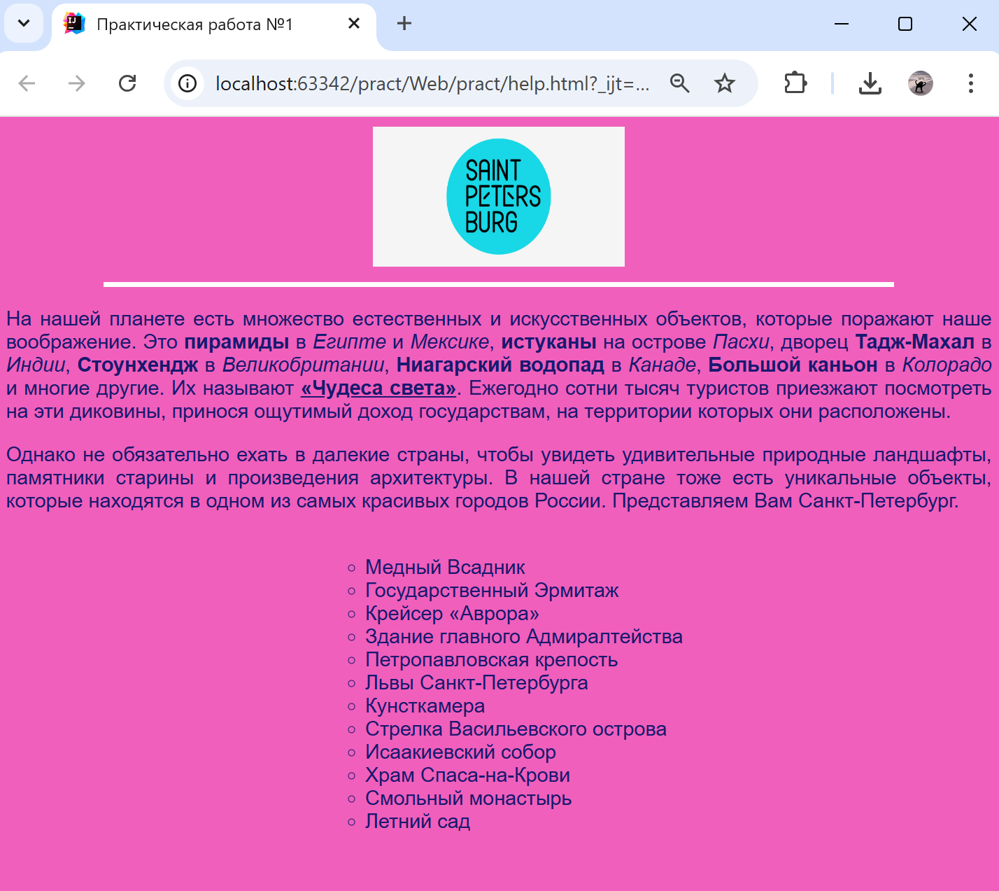 Практическая работа №1
localhost:63342/pract/Web/pract/help.html?_ijt=...
SAINT
PETERS
BURG
На нашей планете есть множество естественных и искусственных объектов, которые поражают наше
воображение. Это пирамиды в Египте и Мексике, истуканы на острове Пасхи, дворец Тадж-Махал в
Индии, Стоунхендж в Великобритании, Ниагарский водопад в Канаде, Большой каньон в Колорадо
и многие другие. Их называют «Чудеса света». Ежегодно сотни тысяч туристов приезжают посмотреть
на эти диковины, принося ощутимый доход государствам, на территории которых они расположены.
Однако не обязательно ехать в далекие страны, чтобы увидеть удивительные природные ландшафты,
памятники старины и произведения архитектуры. В нашей стране тоже есть уникальные объекты,
которые находятся в одном из самых красивых городов России. Представляем Вам Санкт-Петербург.
Медный Всадник
Государственный Эрмитаж
Крейсер «Аврора»
Здание главного Адмиралтейства
Петропавловская крепость
Львы Санкт-Петербурга
Кунсткамера
Стрелка Васильевского острова
Исаакиевский собор
Храм Спаса-на-Крови
Смольный монастырь
Летний сад